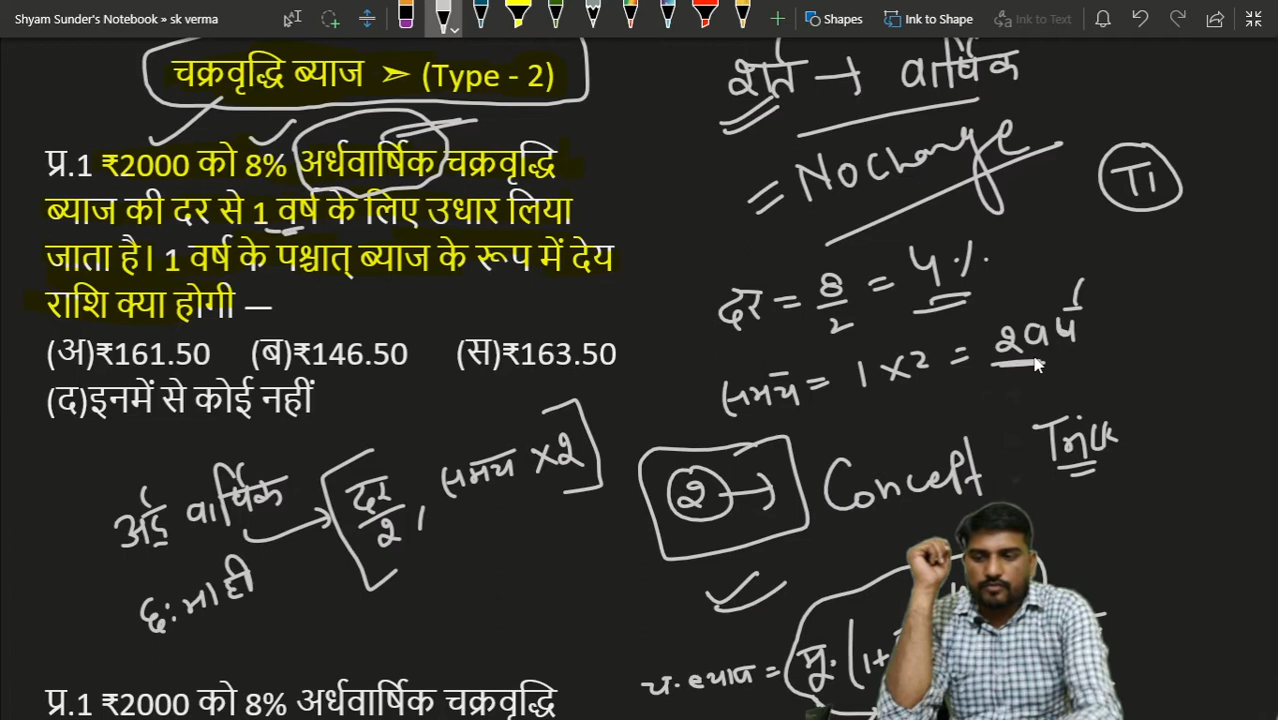 Shyam Sunder's Notebook » sk verma
Shapes Ink to Shape Ink to Text
चक्रवृद्धि ब्याज ➢ (Type - 2)
प्र.1 ₹2000 को 8% अर्धवार्षिक चक्रवृद्धि
ब्याज की दर से 1 वर्ष के लिए उधार लिया
जाता है। 1 वर्ष के पश्चात् ब्याज के रूप में देय
राशि क्या होगी —
(अ)₹161.50 (ब)₹146.50 (स)₹163.50
(द)इनमें से कोई नहीं
अर्द्ध वार्षिक → [दर/2, समय ×2]
छ: माही
शर्त → वार्षिक
= No change
T1
दर = 8/2 = 4%
समय = 1 × 2 = 2 वर्ष
2 → Concept Trick
च. ब्याज = मू. (1+
प्र.1 ₹2000 को 8% अर्धवार्षिक चक्रवृद्धि